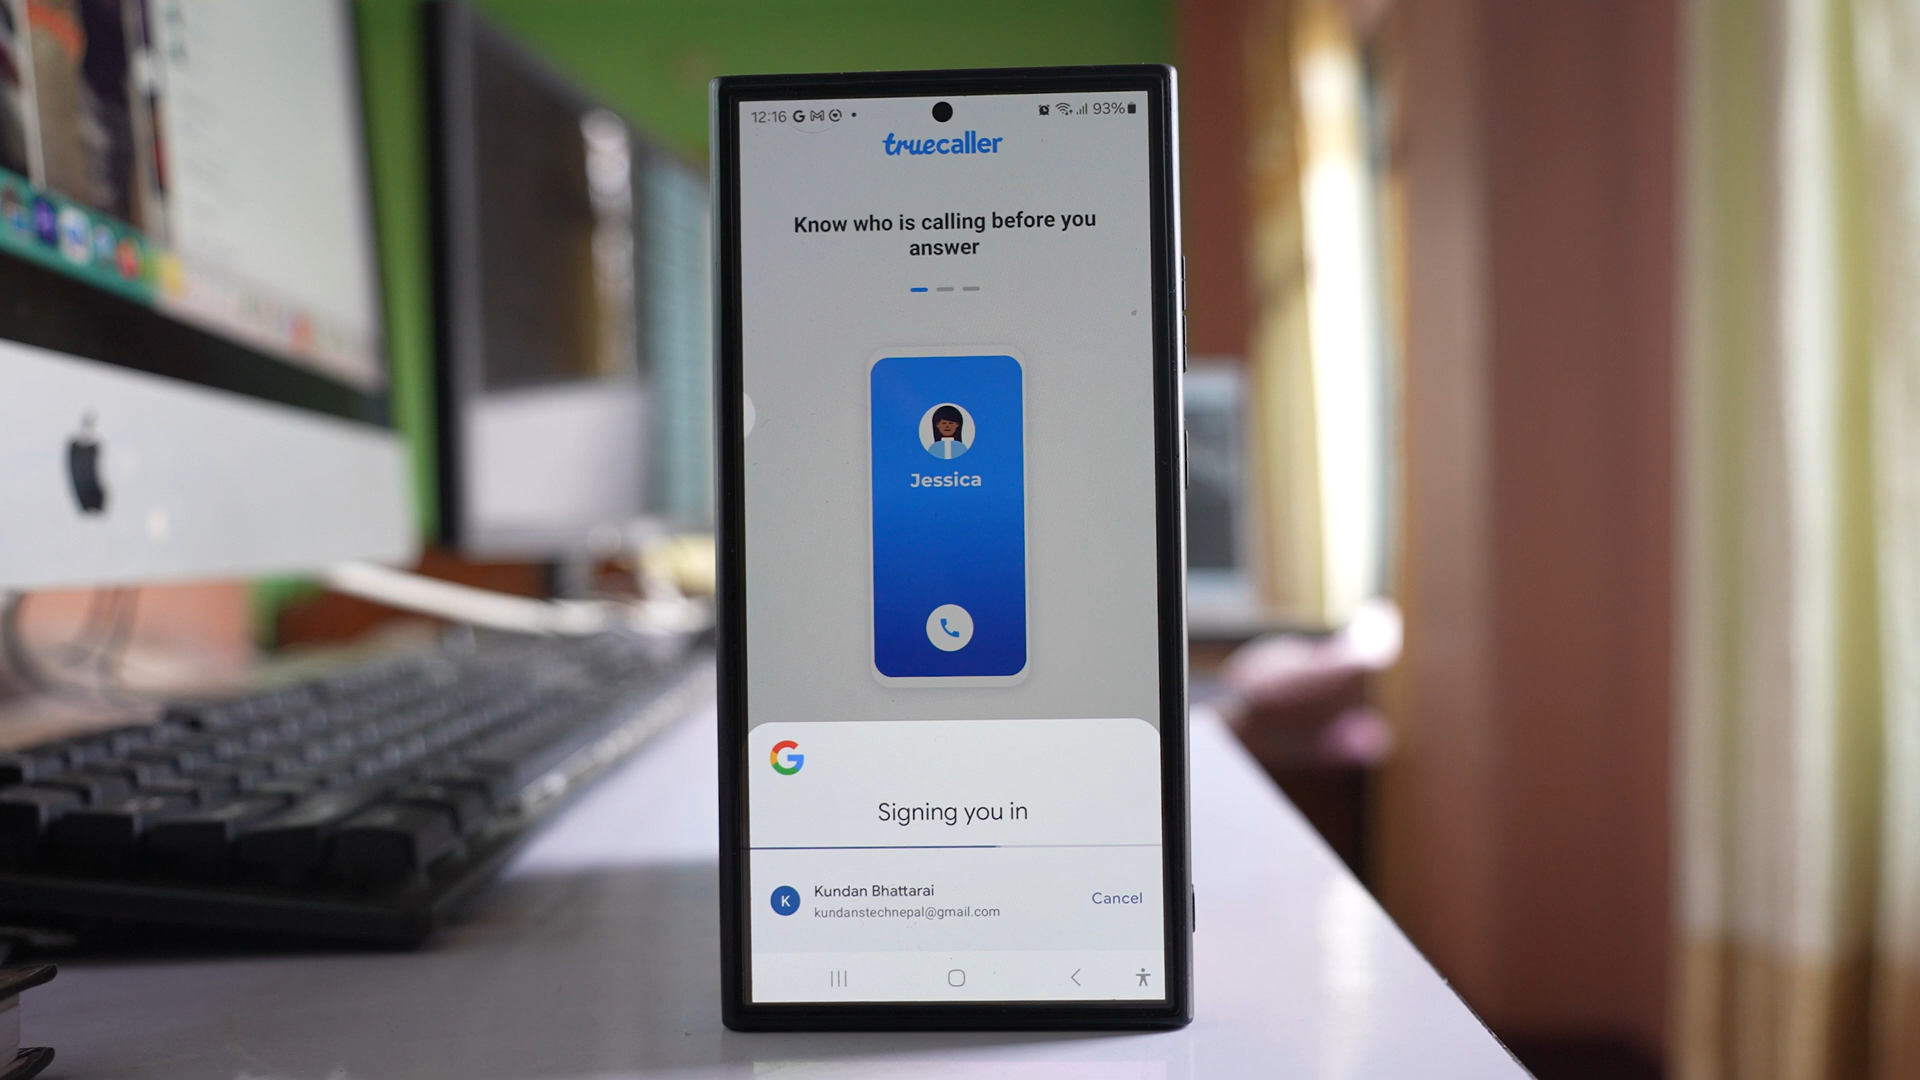 12:16
93%
truecaller
Know who is calling before you
answer
Jessica
G
Signing you in
K
Kundan Bhattarai
kundanstechnepal@gmail.com
Cancel